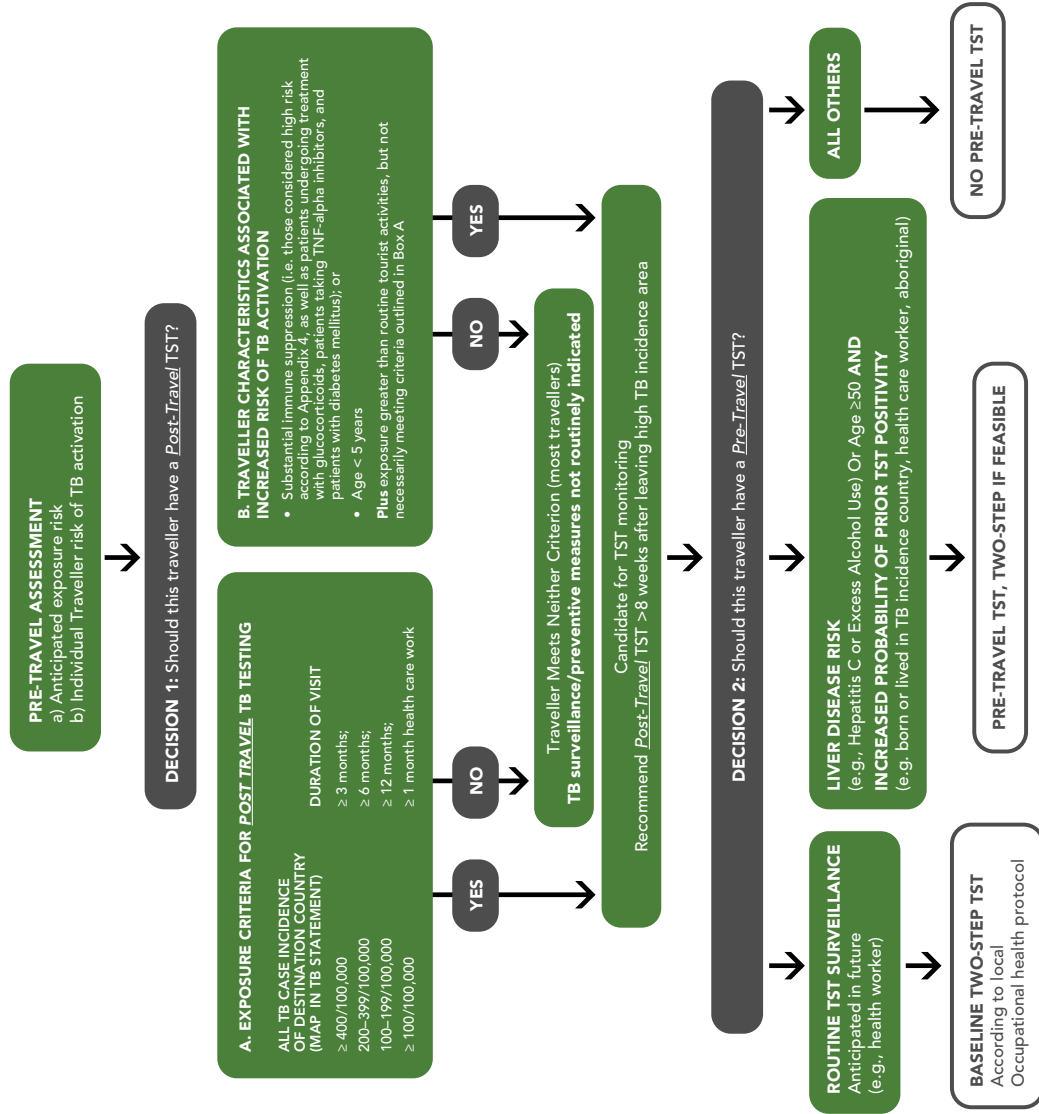 PRE-TRAVEL ASSESSMENT
a) Anticipated exposure risk
b) Individual Traveller risk of TB activation
DECISION 1: Should this traveller have a Post-Travel TST?
A. EXPOSURE CRITERIA FOR POST TRAVEL TB TESTING
ALL TB CASE INCIDENCE
OF DESTINATION COUNTRY
(MAP IN TB STATEMENT)
DURATION OF VISIT
≥ 400/100,000 ≥ 3 months;
200–399/100,000 ≥ 6 months;
100–199/100,000 ≥ 12 months;
≥ 100/100,000 ≥ 1 month health care work
B. TRAVELLER CHARACTERISTICS ASSOCIATED WITH
INCREASED RISK OF TB ACTIVATION
• Substantial immune suppression (i.e. those considered high risk
according to Appendix 4, as well as patients undergoing treatment
with glucocorticoids, patients taking TNF-alpha inhibitors, and
patients with diabetes mellitus); or
• Age < 5 years
Plus exposure greater than routine tourist activities, but not
necessarily meeting criteria outlined in Box A
YES
NO
NO
YES
Traveller Meets Neither Criterion (most travellers)
TB surveilance/preventive measures not routinely indicated
Candidate for TST monitoring
Recommend Post-Travel TST >8 weeks after leaving high TB incidence area
DECISION 2: Should this traveller have a Pre-Travel TST?
ROUTINE TST SURVEILLANCE
Anticipated in future
(e.g., health worker)
LIVER DISEASE RISK
(e.g., Hepatitis C or Excess Alcohol Use) Or Age ≥50 AND
INCREASED PROBABILITY OF PRIOR TST POSITIVITY
(e.g. born or lived in TB incidence country, health care worker, aboriginal)
ALL OTHERS
BASELINE TWO-STEP TST
According to local
Occupational health protocol
PRE-TRAVEL TST, TWO-STEP IF FEASIBLE
NO PRE-TRAVEL TST